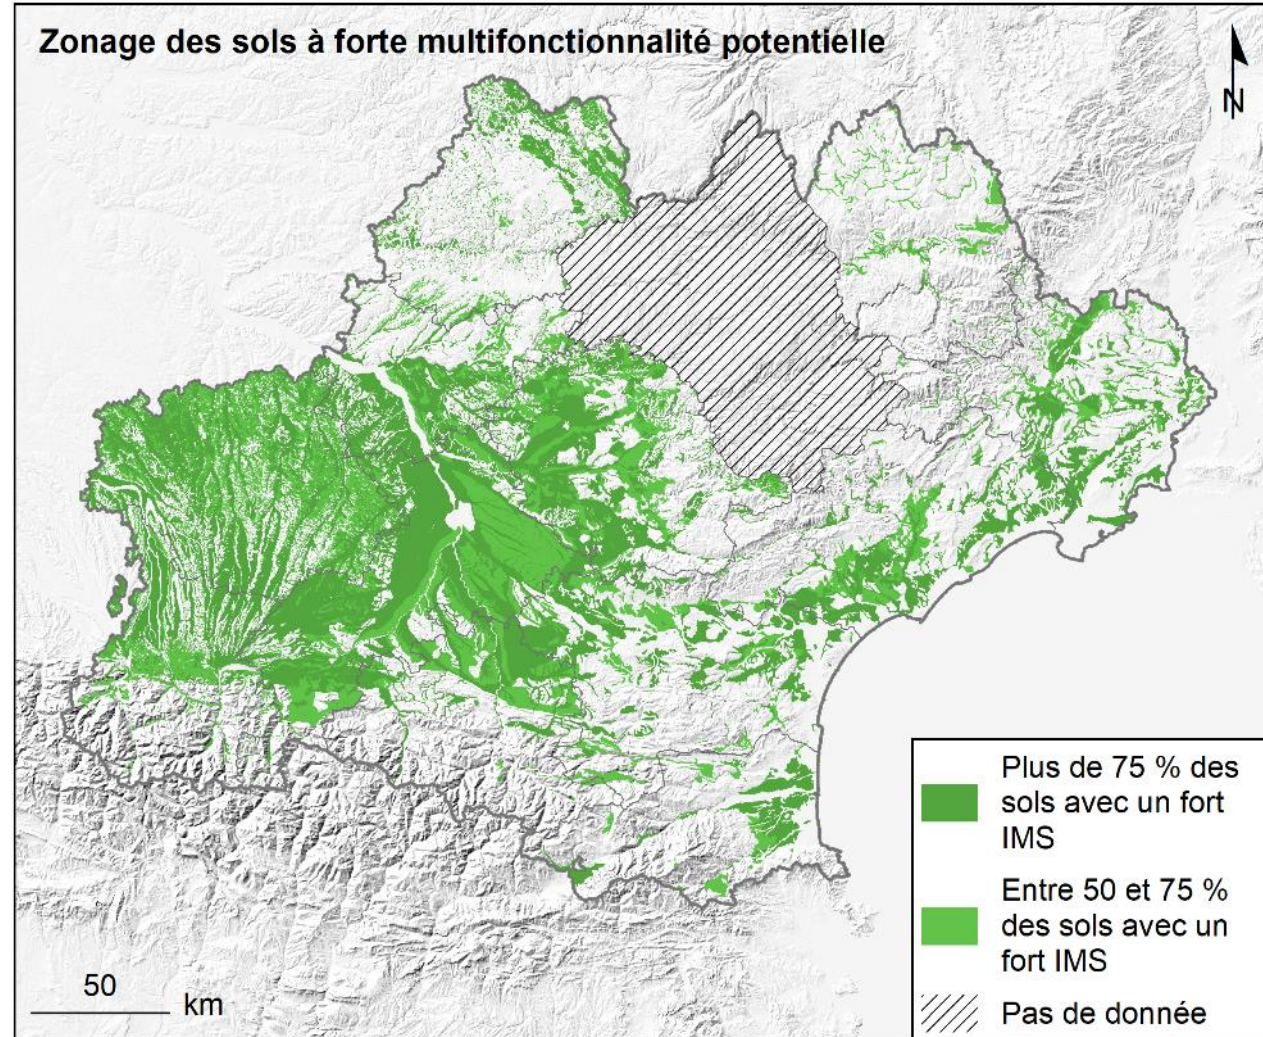 Zonage des sols à forte multifonctionnalité potentielle
N
Plus de 75 % des
sols avec un fort
IMS
Entre 50 et 75 %
des sols avec un
fort IMS
Pas de donnée
50
km